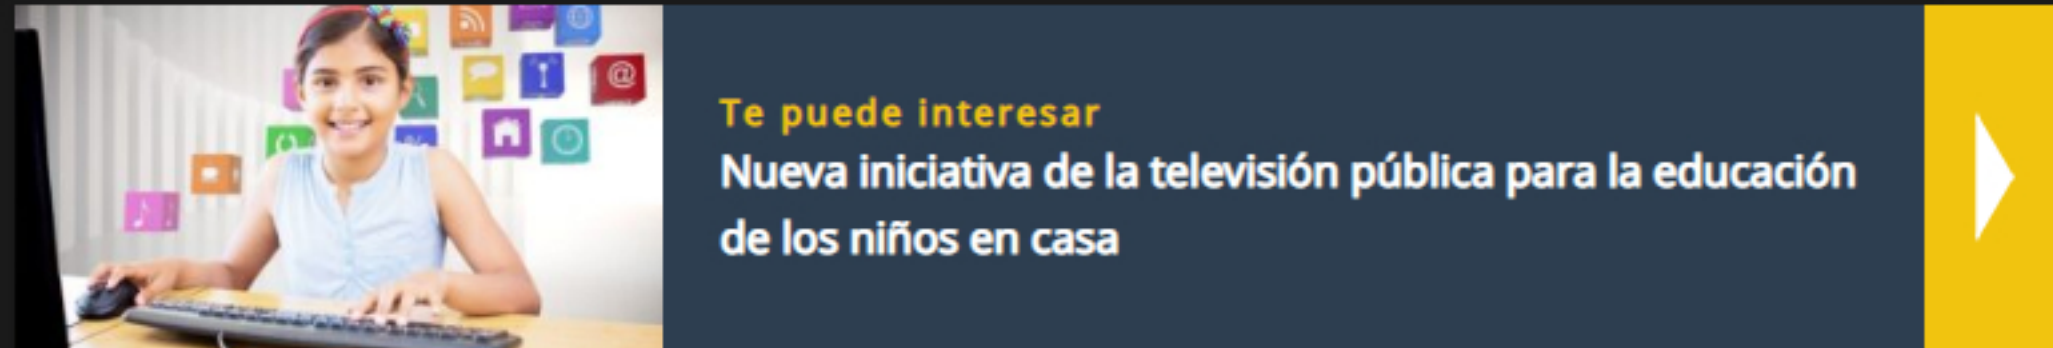 Te puede interesar
Nueva iniciativa de la televisión pública para la educación
de los niños en casa